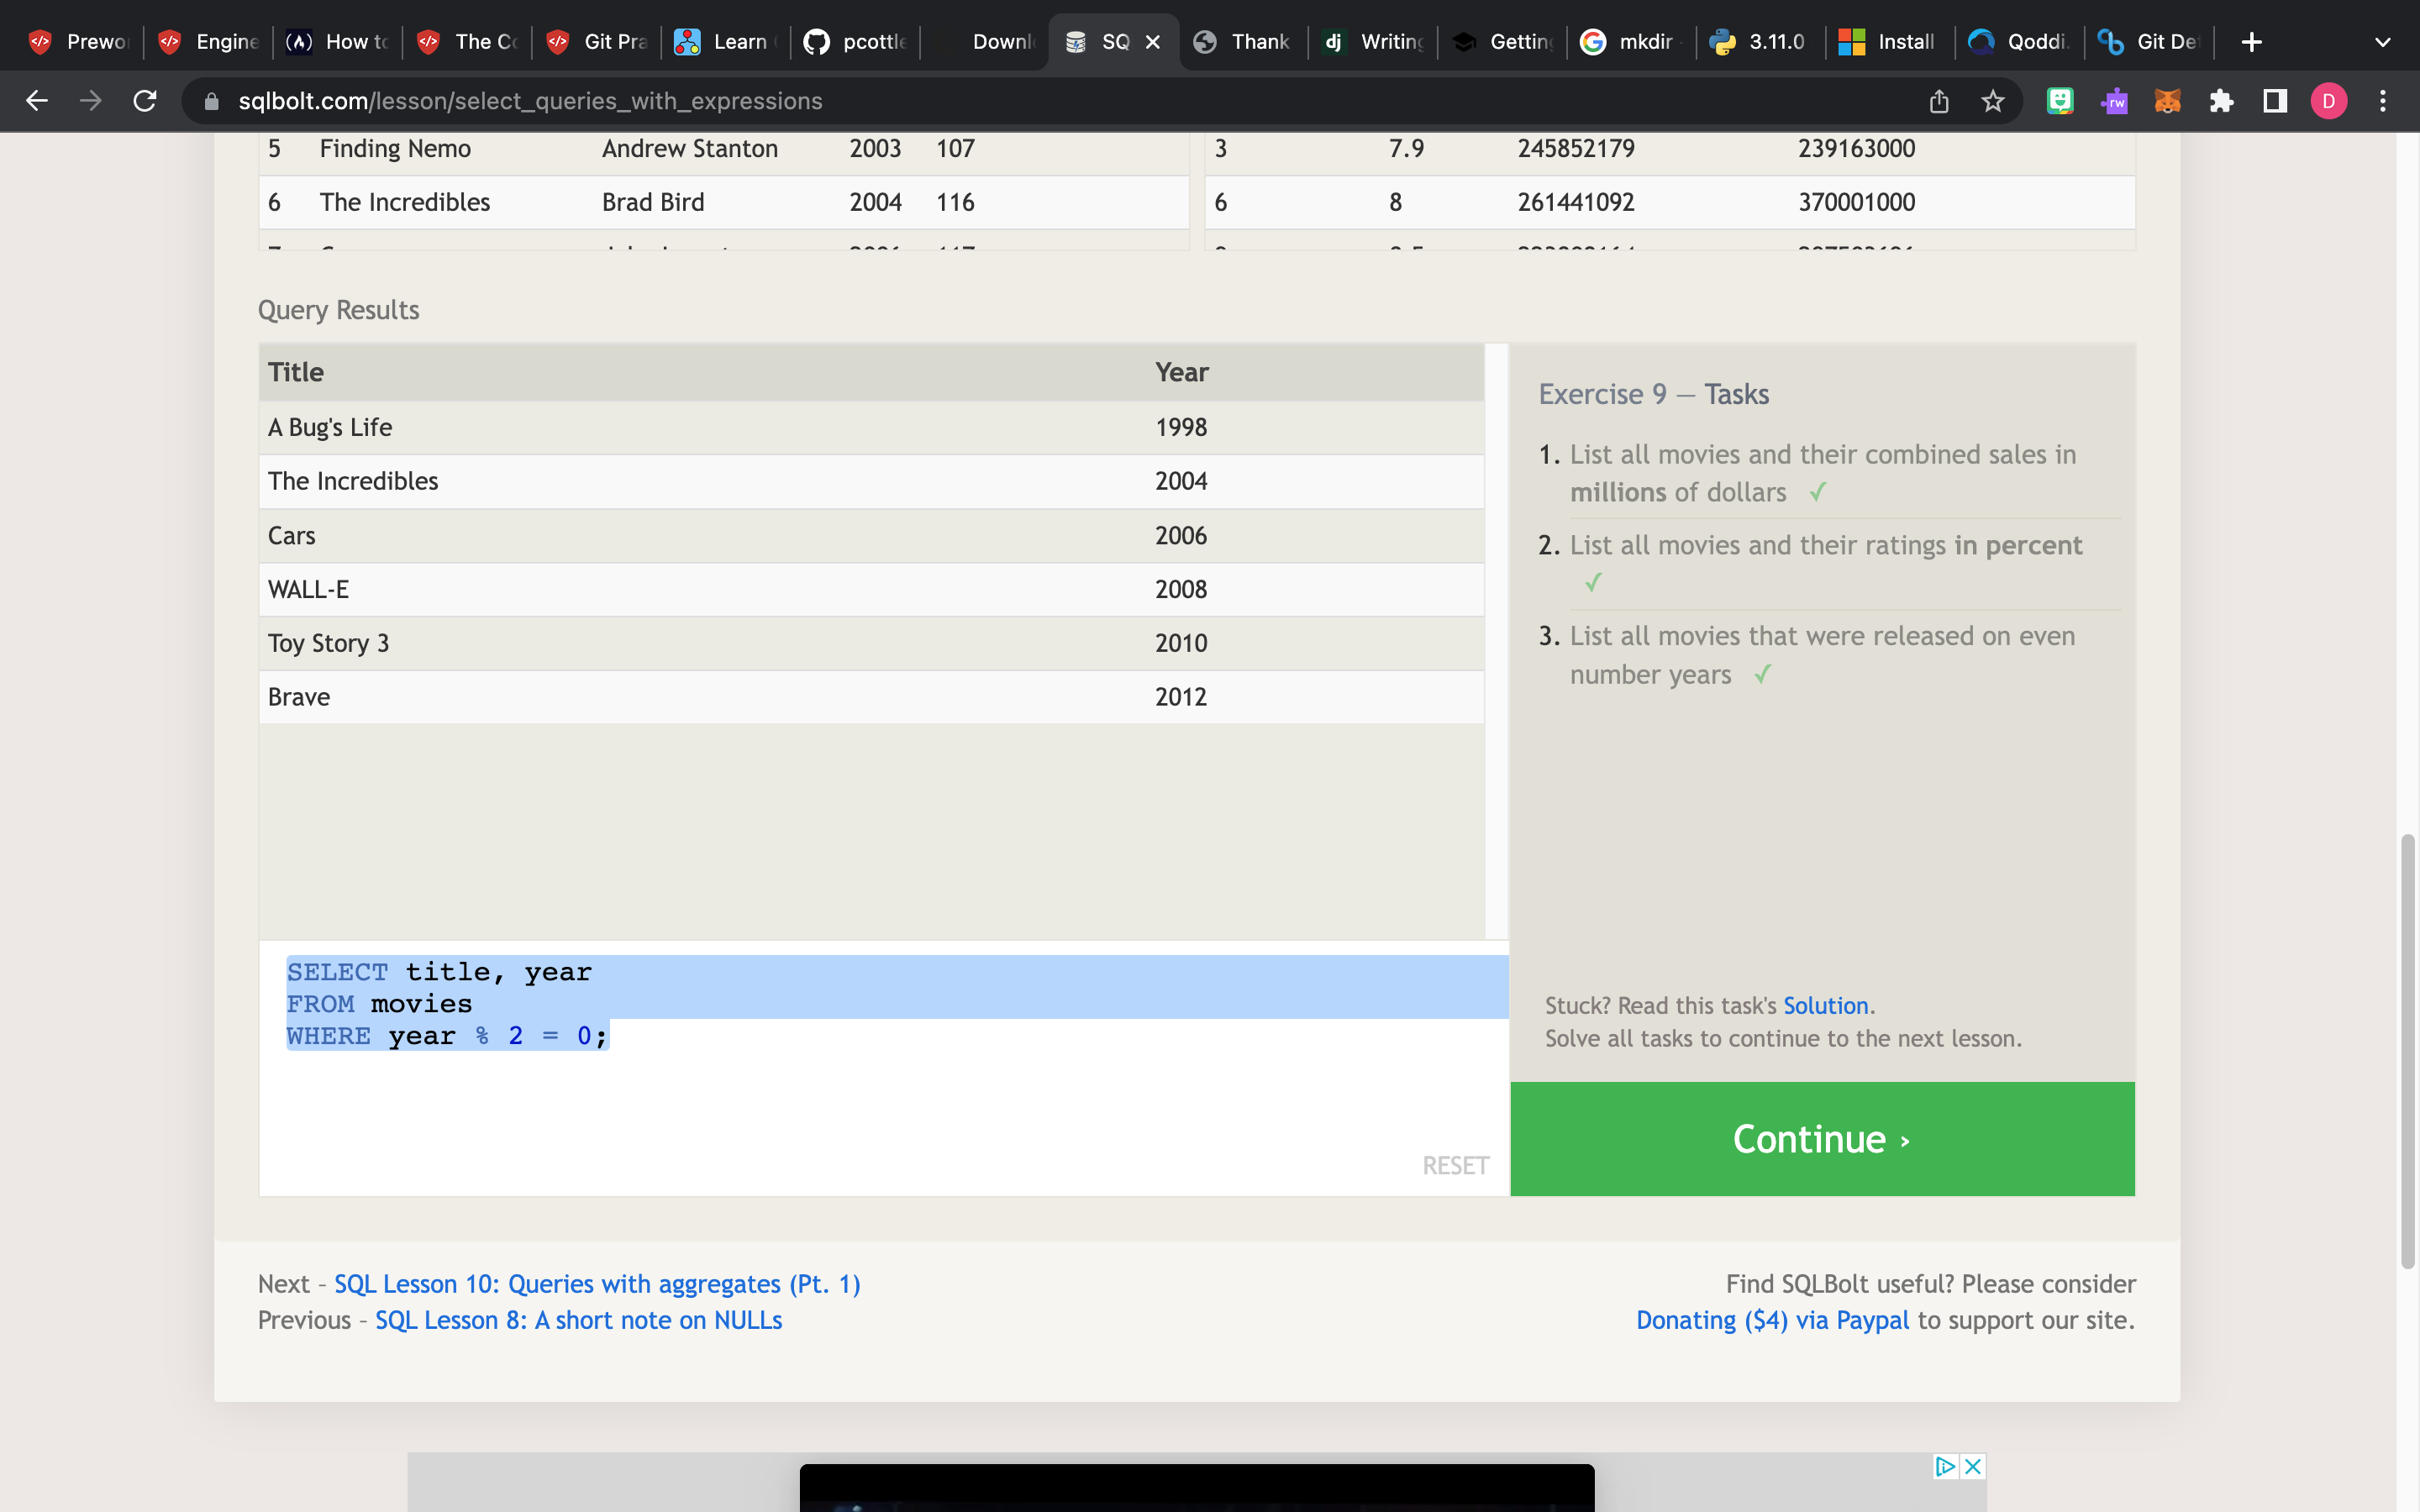 Prewo Engine How to The Co Git Pra Learn pcottle Downl SQ Thank Writing Getting mkdir 3.11.0 Install Qoddi. Git De
sqlbolt.com/lesson/select_queries_with_expressions
rw
D
5 Finding Nemo Andrew Stanton 2003 107
3 7.9 245852179 239163000
6 The Incredibles Brad Bird 2004 116
6 8 261441092 370001000
Query Results
Title Year
A Bug's Life 1998
The Incredibles 2004
Cars 2006
WALL-E 2008
Toy Story 3 2010
Brave 2012
Exercise 9 — Tasks
1. List all movies and their combined sales in
millions of dollars ✓
2. List all movies and their ratings in percent
✓
3. List all movies that were released on even
number years ✓
SELECT title, year
FROM movies
WHERE year % 2 = 0;
RESET
Stuck? Read this task's Solution.
Solve all tasks to continue to the next lesson.
Continue ›
Next – SQL Lesson 10: Queries with aggregates (Pt. 1)
Previous – SQL Lesson 8: A short note on NULLs
Find SQLBolt useful? Please consider
Donating ($4) via Paypal to support our site.